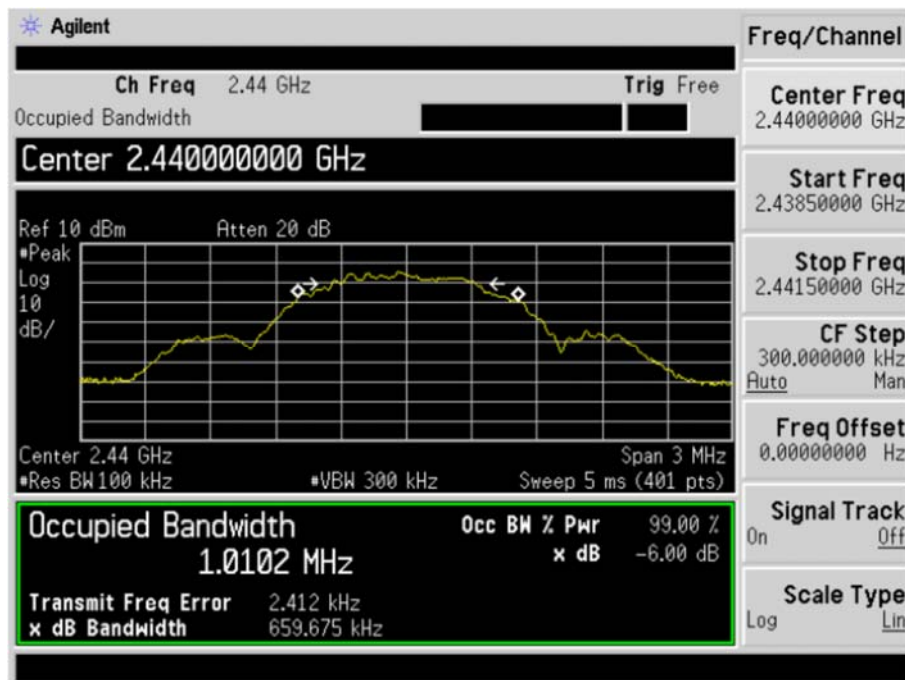 Agilent
Freq/Channel
Ch Freq 2.44 GHz Trig Free
Occupied Bandwidth
Center 2.440000000 GHz
Center Freq
2.44000000 GHz
Start Freq
2.43850000 GHz
Stop Freq
2.44150000 GHz
CF Step
300.000000 kHz
Auto Man
Freq Offset
0.00000000 Hz
Signal Track
On Off
Scale Type
Log Lin
Ref 10 dBm Atten 20 dB
#Peak
Log
10
dB/
Center 2.44 GHz Span 3 MHz
#Res BW 100 kHz #VBW 300 kHz Sweep 5 ms (401 pts)
Occupied Bandwidth
1.0102 MHz
Occ BW % Pwr 99.00 %
x dB -6.00 dB
Transmit Freq Error 2.412 kHz
x dB Bandwidth 659.675 kHz